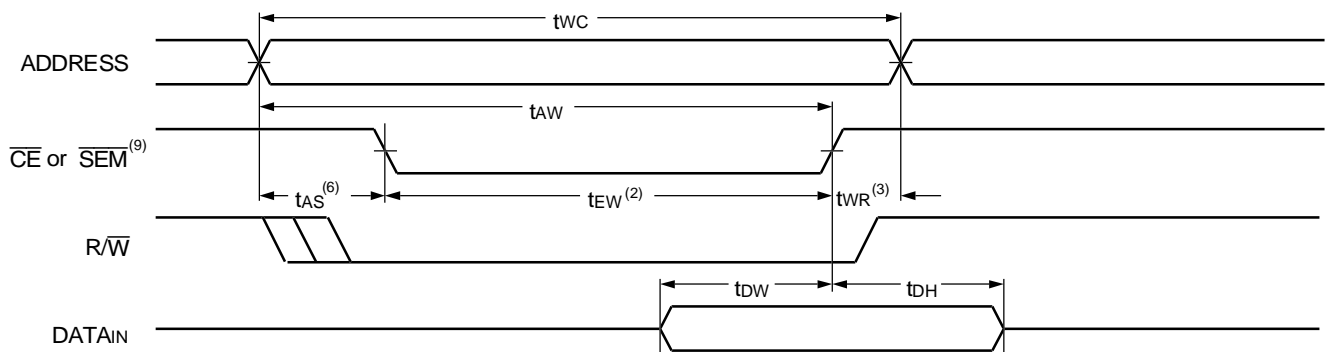 tWC
ADDRESS
tAW
CE or SEM(9)
tAS(6)
tEW(2)
tWR(3)
R/W
tDW
tDH
DATAIN